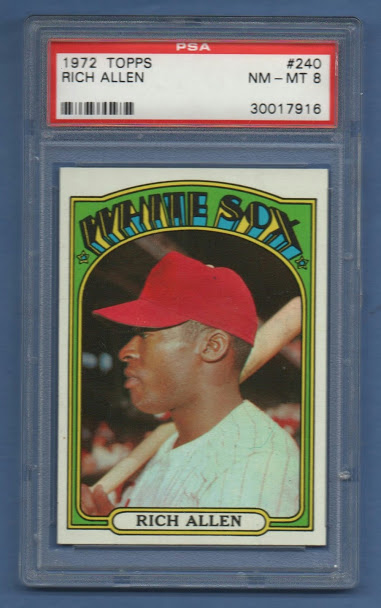 PSA
1972 TOPPS #240
RICH ALLEN NM - MT 8
30017916
WHITE SOX
RICH ALLEN